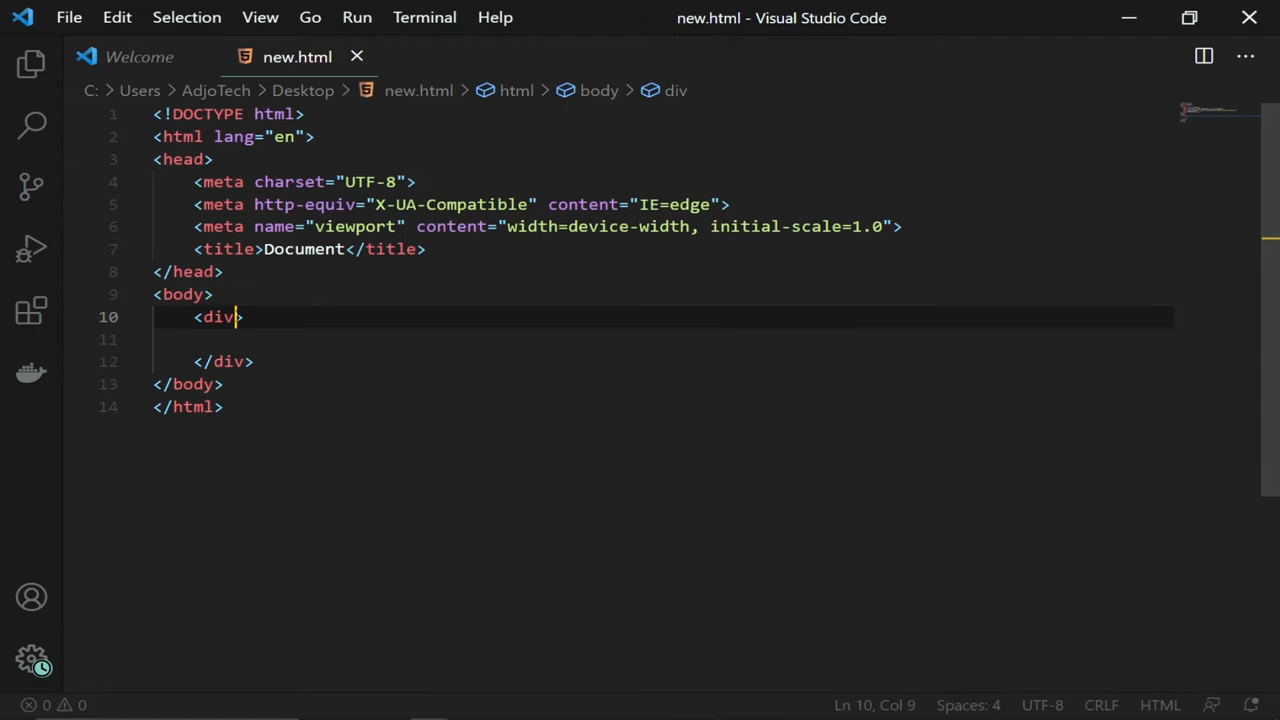 File Edit Selection View Go Run Terminal Help new.html - Visual Studio Code
Welcome new.html
C: > Users > AdjoTech > Desktop > new.html > html > body > div
1 <!DOCTYPE html>
2 <html lang="en">
3 <head>
4 <meta charset="UTF-8">
5 <meta http-equiv="X-UA-Compatible" content="IE=edge">
6 <meta name="viewport" content="width=device-width, initial-scale=1.0">
7 <title>Document</title>
8 </head>
9 <body>
10 <div>
11
12 </div>
13 </body>
14 </html>
0 0 Ln 10, Col 9 Spaces: 4 UTF-8 CRLF HTML